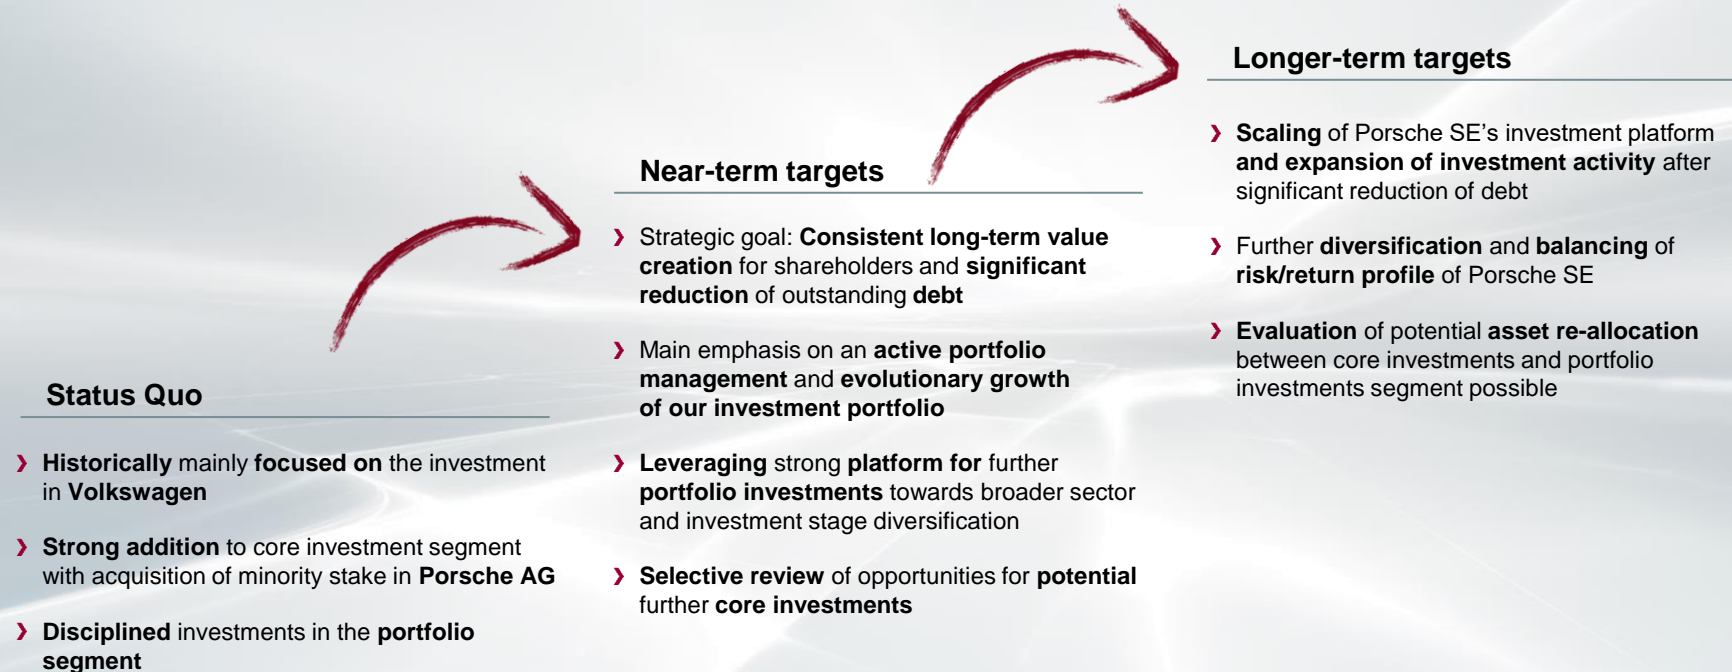 Status Quo
Historically mainly focused on the investment
in Volkswagen
Strong addition to core investment segment
with acquisition of minority stake in Porsche AG
Disciplined investments in the portfolio
segment
Near-term targets
Strategic goal: Consistent long-term value
creation for shareholders and significant
reduction of outstanding debt
Main emphasis on an active portfolio
management and evolutionary growth
of our investment portfolio
Leveraging strong platform for further
portfolio investments towards broader sector
and investment stage diversification
Selective review of opportunities for potential
further core investments
Longer-term targets
Scaling of Porsche SE’s investment platform
and expansion of investment activity after
significant reduction of debt
Further diversification and balancing of
risk/return profile of Porsche SE
Evaluation of potential asset re-allocation
between core investments and portfolio
investments segment possible